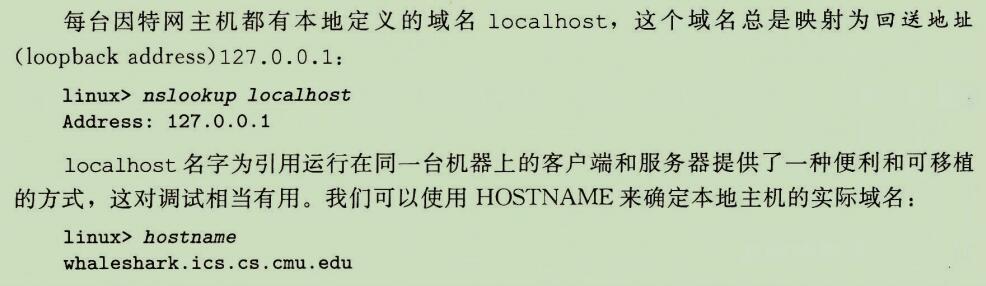 每台因特网主机都有本地定义的域名 localhost，这个域名总是映射为回送地址
(loopback address)127.0.0.1：
linux> nslookup localhost
Address: 127.0.0.1
localhost 名字为引用运行在同一台机器上的客户端和服务器提供了一种便利和可移植
的方式，这对调试相当有用。我们可以使用 HOSTNAME 来确定本地主机的实际域名：
linux> hostname
whaleshark.ics.cs.cmu.edu